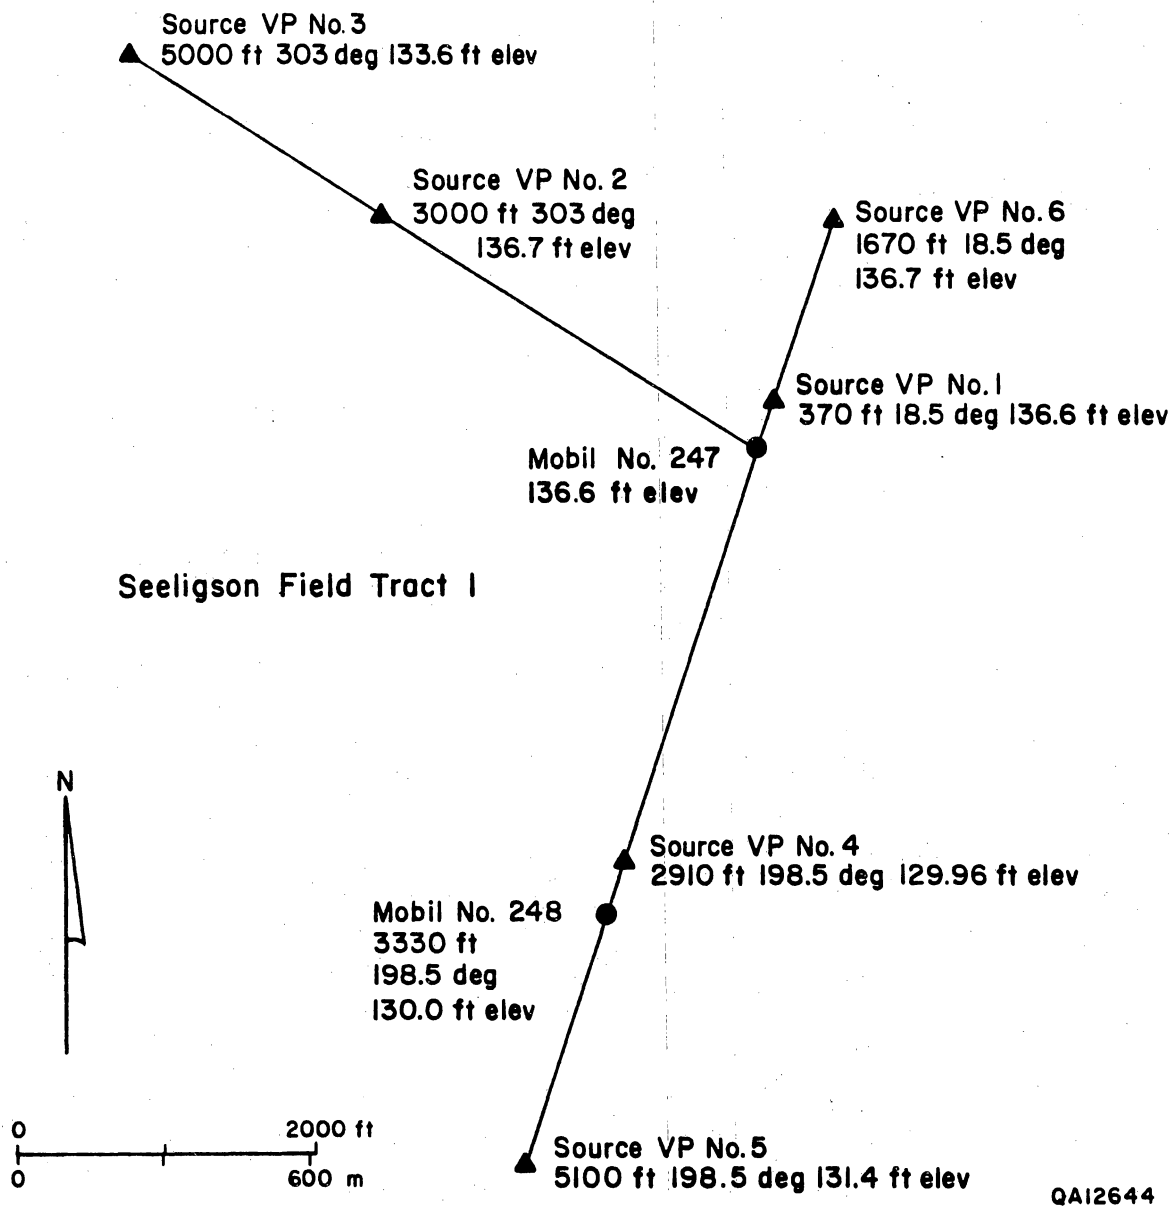 Source VP No. 3
5000 ft 303 deg 133.6 ft elev
Source VP No. 2
3000 ft 303 deg
136.7 ft elev
Source VP No. 6
1670 ft 18.5 deg
136.7 ft elev
Source VP No. 1
370 ft 18.5 deg 136.6 ft elev
Mobil No. 247
136.6 ft elev
Seeligson Field Tract 1
N
Source VP No. 4
2910 ft 198.5 deg 129.96 ft elev
Mobil No. 248
3330 ft
198.5 deg
130.0 ft elev
0 2000 ft
0 600 m
Source VP No. 5
5100 ft 198.5 deg 131.4 ft elev
QA12644